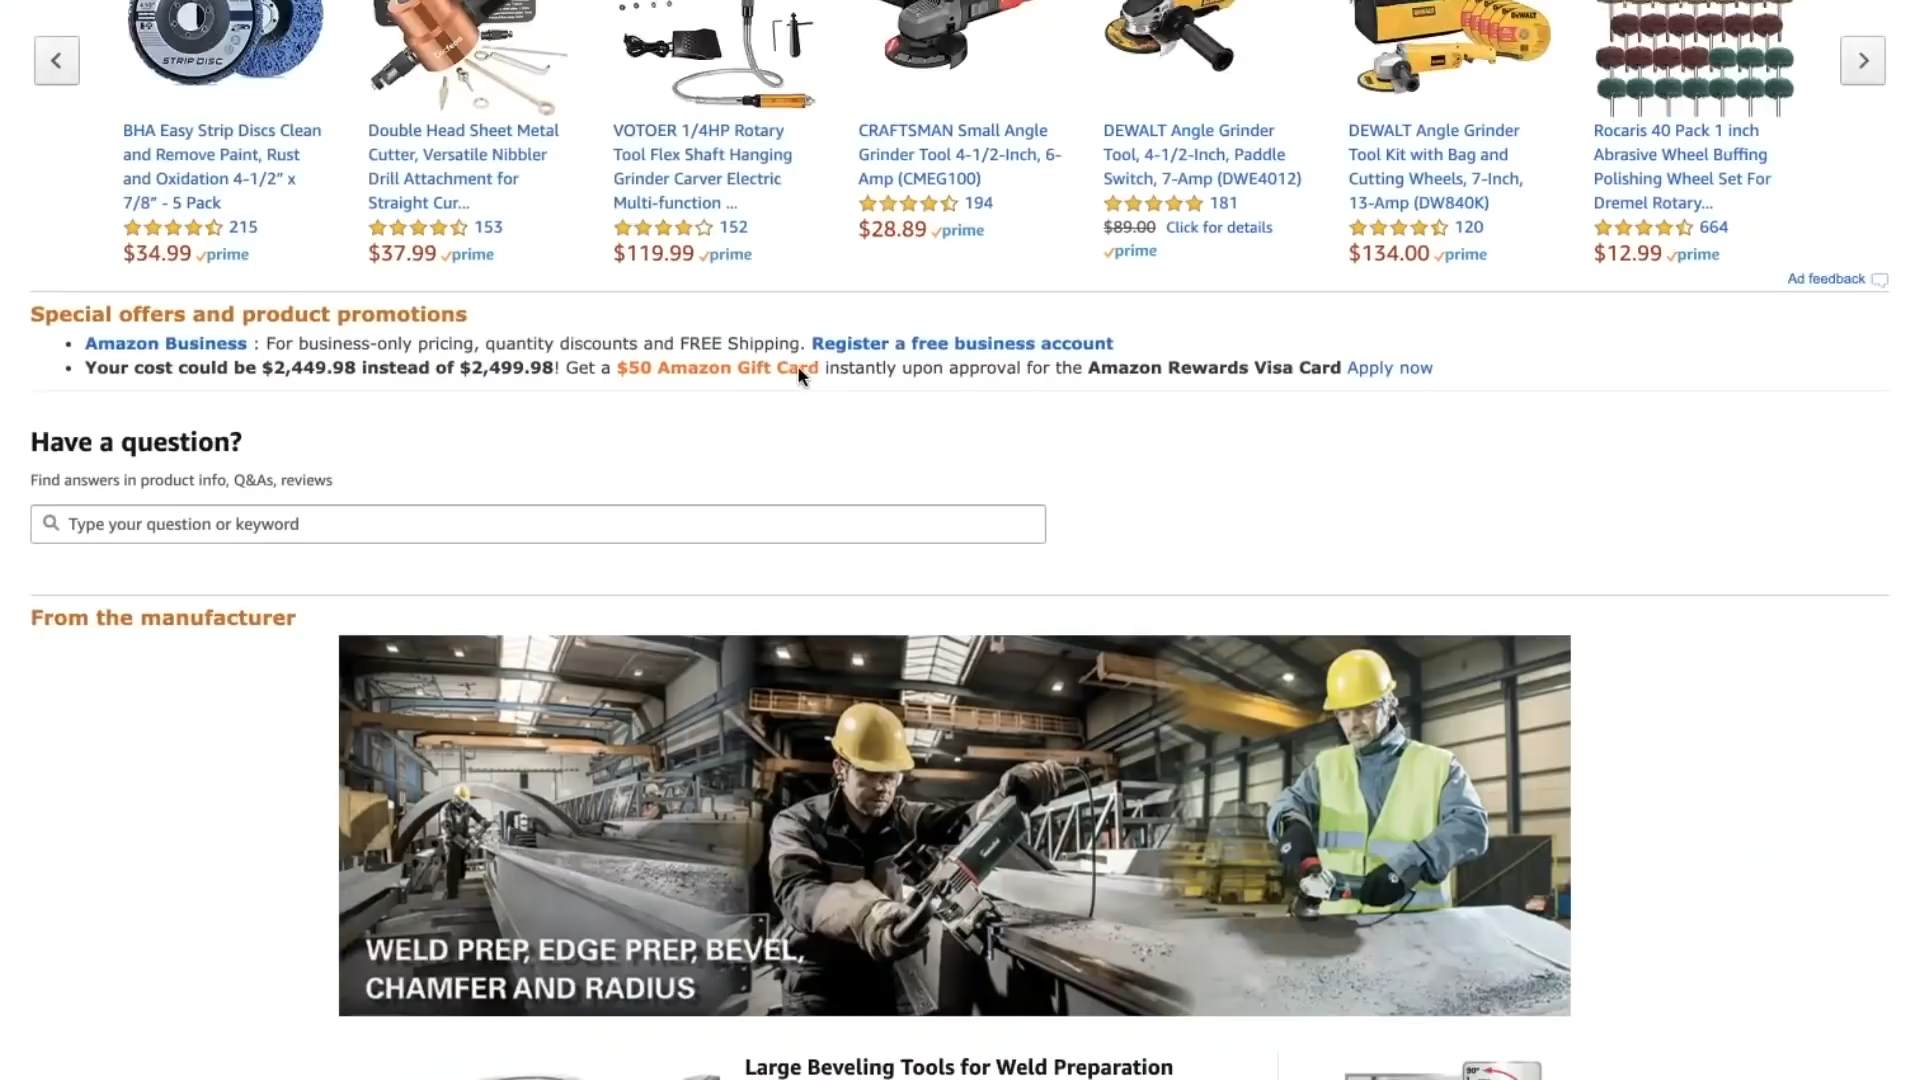 STRIP DISC
BHA Easy Strip Discs Clean
and Remove Paint, Rust
and Oxidation 4-1/2" x
7/8" - 5 Pack
215
$34.99 prime
Double Head Sheet Metal
Cutter, Versatile Nibbler
Drill Attachment for
Straight Cur...
153
$37.99 prime
VOTOER 1/4HP Rotary
Tool Flex Shaft Hanging
Grinder Carver Electric
Multi-function ...
152
$119.99 prime
CRAFTSMAN Small Angle
Grinder Tool 4-1/2-Inch, 6-
Amp (CMEG100)
194
$28.89 prime
DEWALT Angle Grinder
Tool, 4-1/2-Inch, Paddle
Switch, 7-Amp (DWE4012)
181
$89.00 Click for details
prime
DEWALT
DEWALT Angle Grinder
Tool Kit with Bag and
Cutting Wheels, 7-Inch,
13-Amp (DW840K)
120
$134.00 prime
Rocaris 40 Pack 1 inch
Abrasive Wheel Buffing
Polishing Wheel Set For
Dremel Rotary...
664
$12.99 prime
Ad feedback
Special offers and product promotions
• Amazon Business : For business-only pricing, quantity discounts and FREE Shipping. Register a free business account
• Your cost could be $2,449.98 instead of $2,499.98! Get a $50 Amazon Gift Card instantly upon approval for the Amazon Rewards Visa Card Apply now
Have a question?
Find answers in product info, Q&As, reviews
Type your question or keyword
From the manufacturer
WELD PREP, EDGE PREP, BEVEL,
CHAMFER AND RADIUS
Large Beveling Tools for Weld Preparation
90°